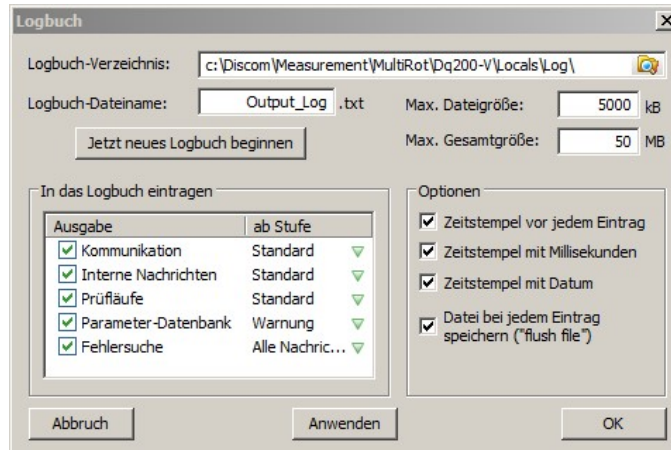 Logbuch
Logbuch-Verzeichnis: c:\Discom\Measurement\MultiRot\Dq200-V\Locals\Log\
Logbuch-Dateiname: Output_Log .txt
Max. Dateigröße: 5000 kB
Jetzt neues Logbuch beginnen
Max. Gesamtgröße: 50 MB
In das Logbuch eintragen
Ausgabe ab Stufe
Kommunikation Standard
Interne Nachrichten Standard
Prüfläufe Standard
Parameter-Datenbank Warnung
Fehlersuche Alle Nachric...
Optionen
Zeitstempel vor jedem Eintrag
Zeitstempel mit Millisekunden
Zeitstempel mit Datum
Datei bei jedem Eintrag
speichern ("flush file")
Abbruch
Anwenden
OK